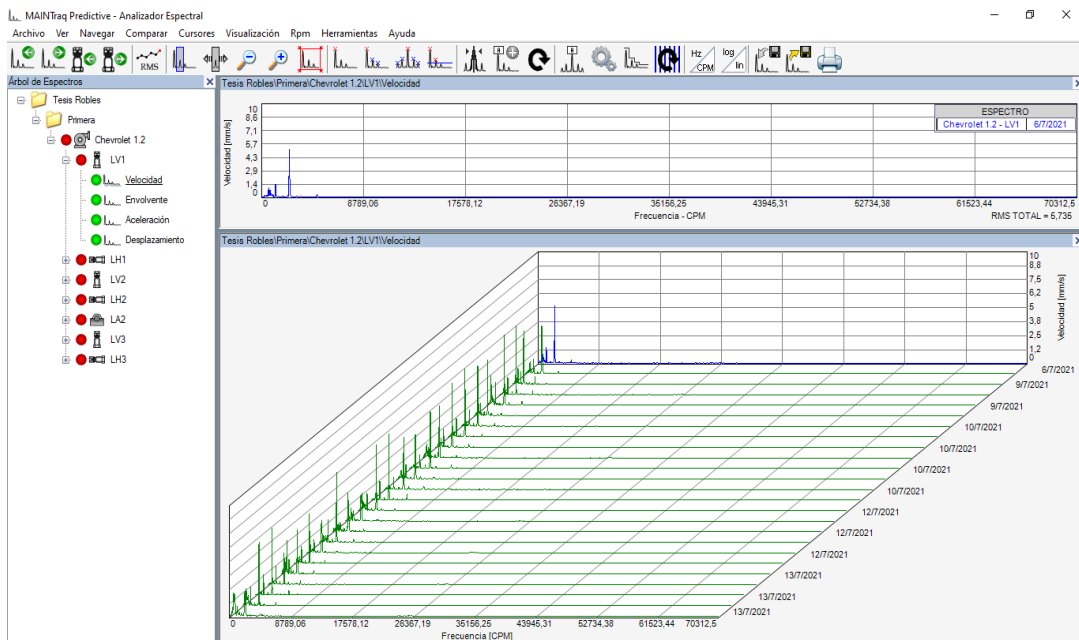 MAINTraq Predictive - Analizador Espectral
Archivo Ver Navegar Comparar Cursores Visualización Rpm Herramientas Ayuda
RMS
Hz
CPM
log
lin
Árbol de Espectros
Tesis Robles
Primera
Chevrolet 1.2
LV1
Velocidad
Envolvente
Aceleración
Desplazamiento
LH1
LV2
LH2
LA2
LV3
LH3
Tesis Robles\Primera\Chevrolet 1.2\LV1\Velocidad
Velocidad [mm/s]
10
8,6
7,1
5,7
4,3
2,9
1,4
0
ESPECTRO
Chevrolet 1.2 - LV1 6/7/2021
0 8789,06 17578,12 26367,19 35156,25 43945,31 52734,38 61523,44 70312,5
Frecuencia - CPM
RMS TOTAL = 5,735
Tesis Robles\Primera\Chevrolet 1.2\LV1\Velocidad
10
8,8
7,5
6,2
5
3,8
2,5
1,2
0
Velocidad [mm/s]
6/7/2021
9/7/2021
9/7/2021
10/7/2021
10/7/2021
10/7/2021
10/7/2021
12/7/2021
12/7/2021
12/7/2021
13/7/2021
13/7/2021
13/7/2021
0 8789,06 17578,12 26367,19 35156,25 43945,31 52734,38 61523,44 70312,5
Frecuencia [CPM]